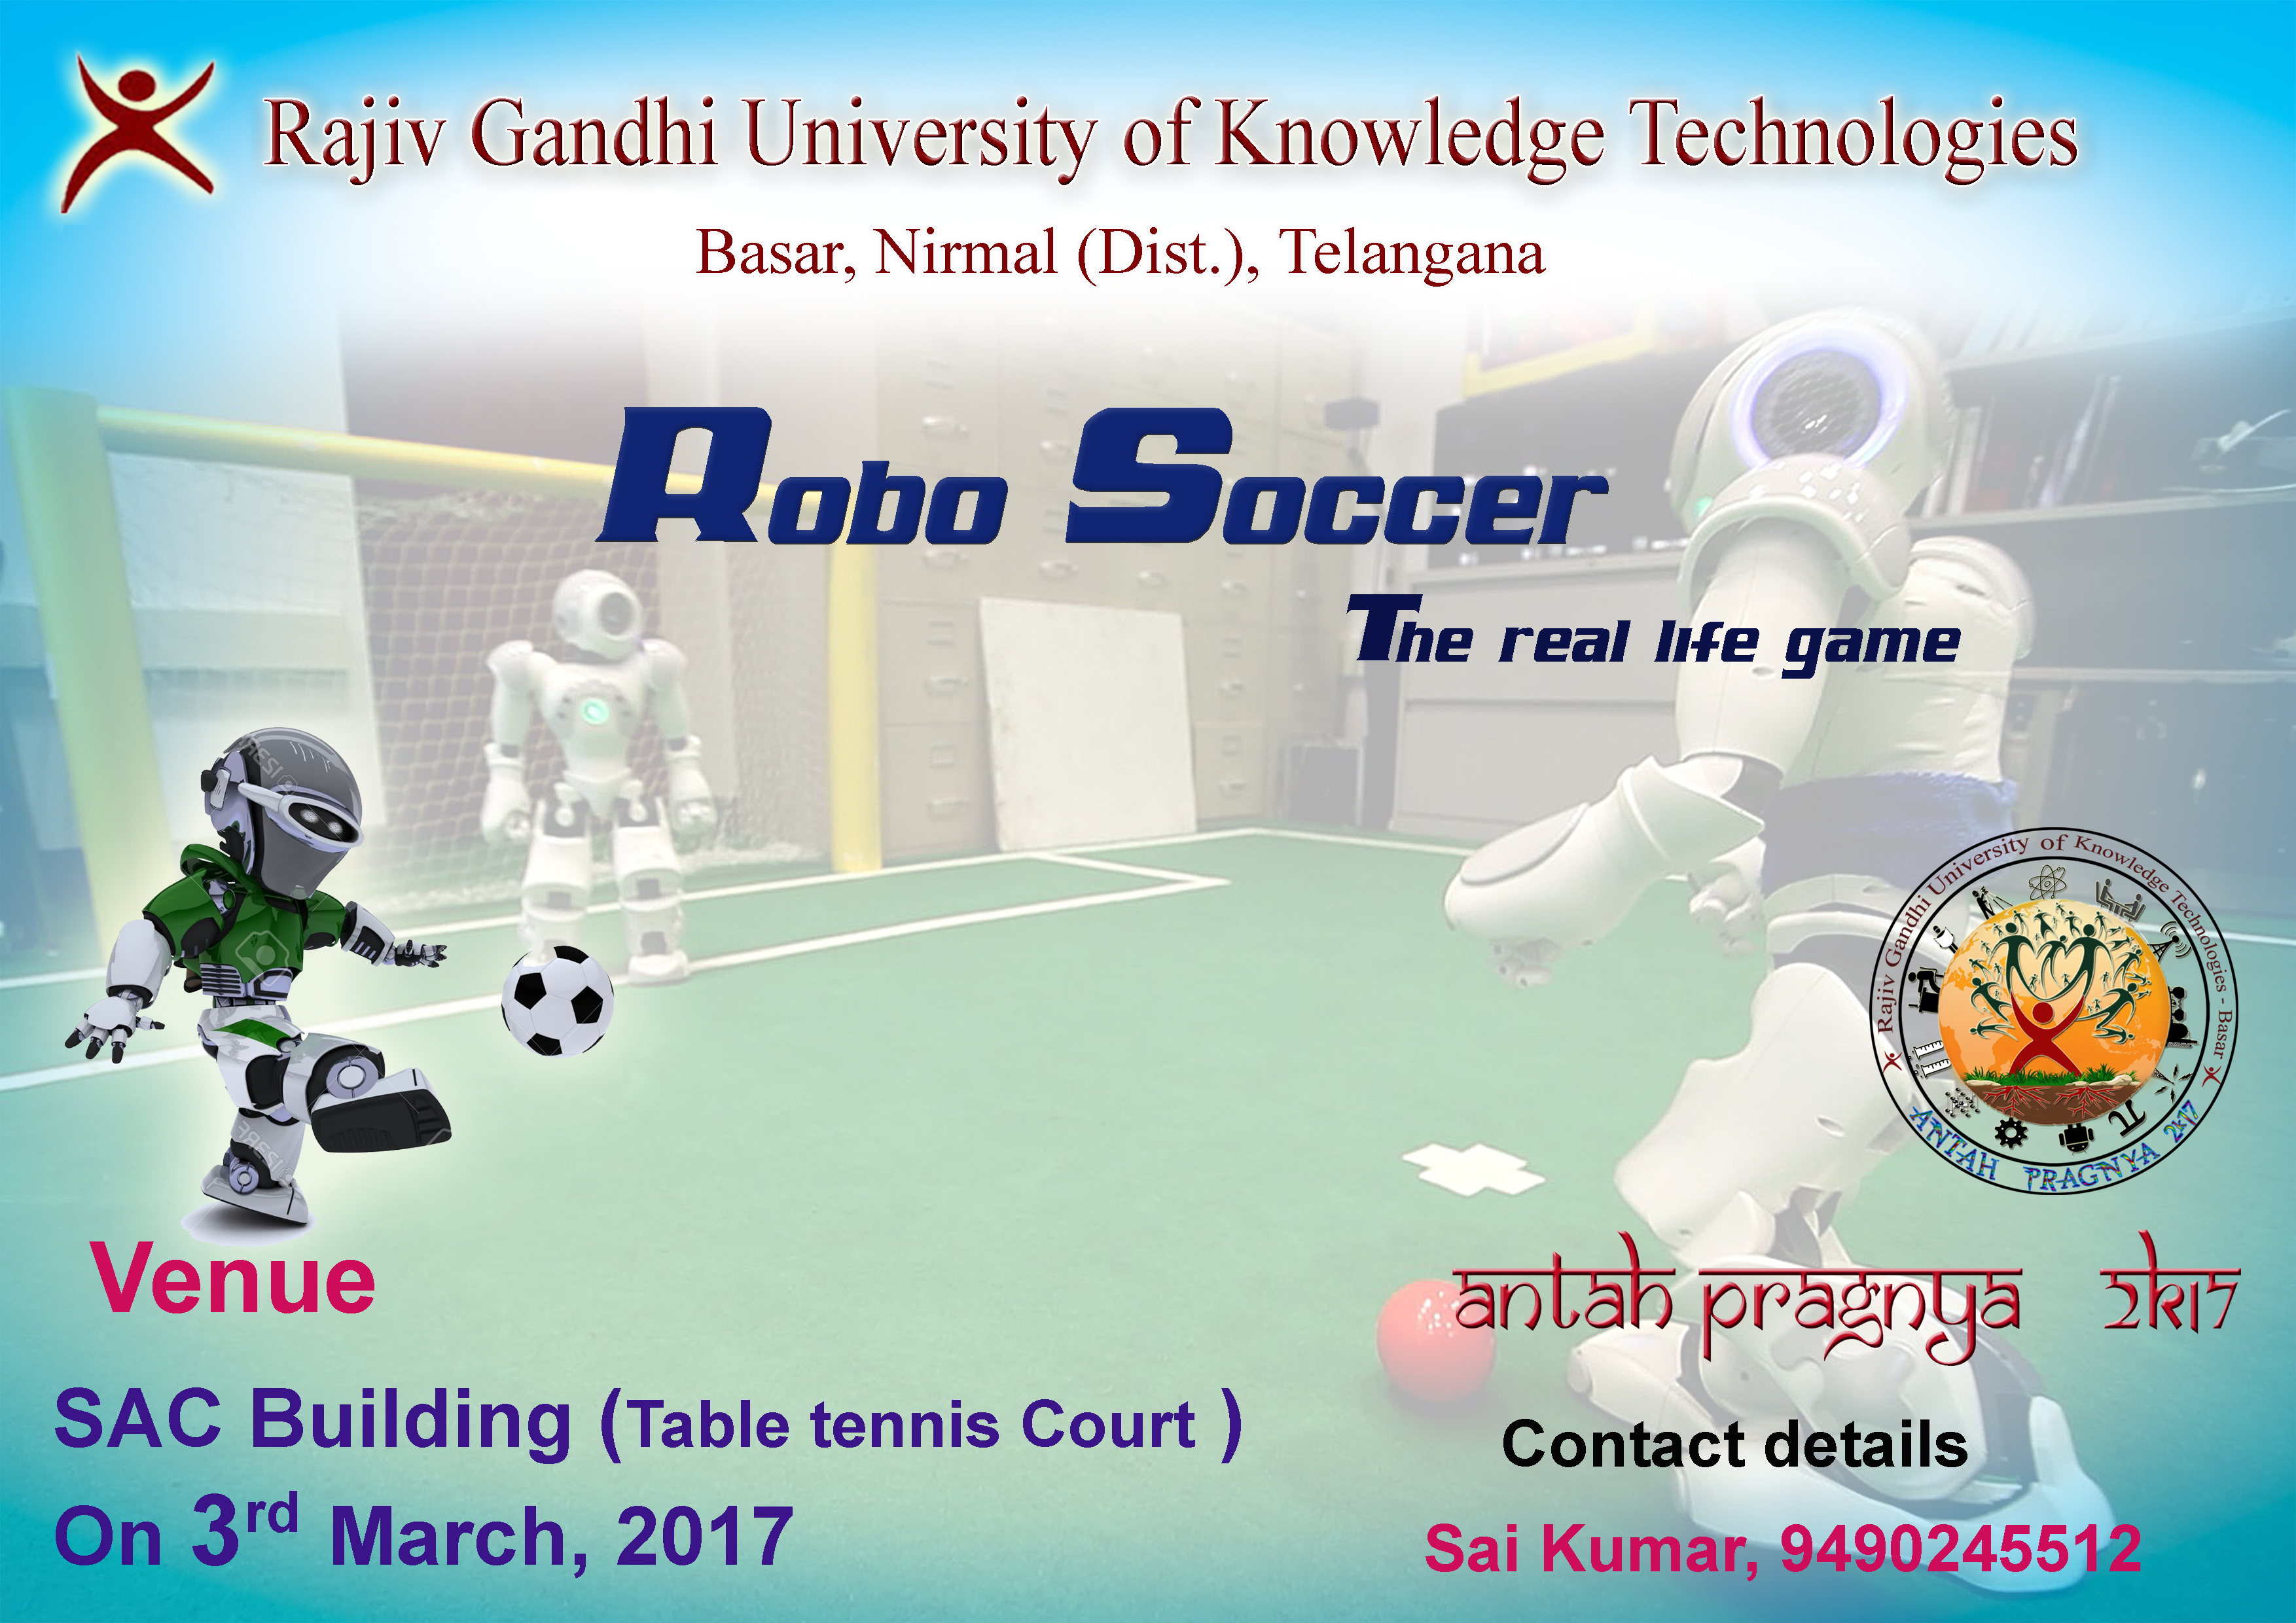 Rajiv Gandhi University of Knowledge Technologies
Basar, Nirmal (Dist.), Telangana
Robo Soccer
The real life game
Rajiv Gandhi University of Knowledge Technologies - Basar
ANTAH PRAGNYA 2k17
Venue
SAC Building (Table tennis Court )
On 3rd March, 2017
antah pragnya 2k17
Contact details
Sai Kumar, 9490245512